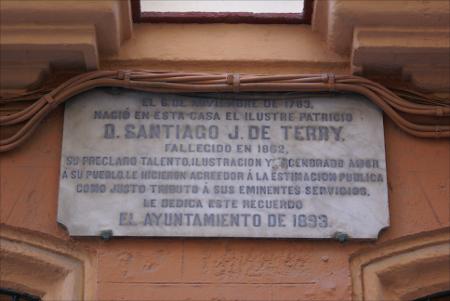 EL 6 DE NOVIEMBRE DE 1783,
NACIÓ EN ESTA CASA EL ILUSTRE PATRICIO
D. SANTIAGO J. DE TERRY.
FALLECIDO EN 1862,
SU PRECLARO TALENTO, ILUSTRACION Y ACENDRADO AMOR
Á SU PUEBLO, LE HICIERON ACREEDOR Á LA ESTIMACION PUBLICA
COMO JUSTO TRIBUTO Á SUS EMINENTES SERVICIOS,
LE DEDICA ESTE RECUERDO
EL AYUNTAMIENTO DE 1893.